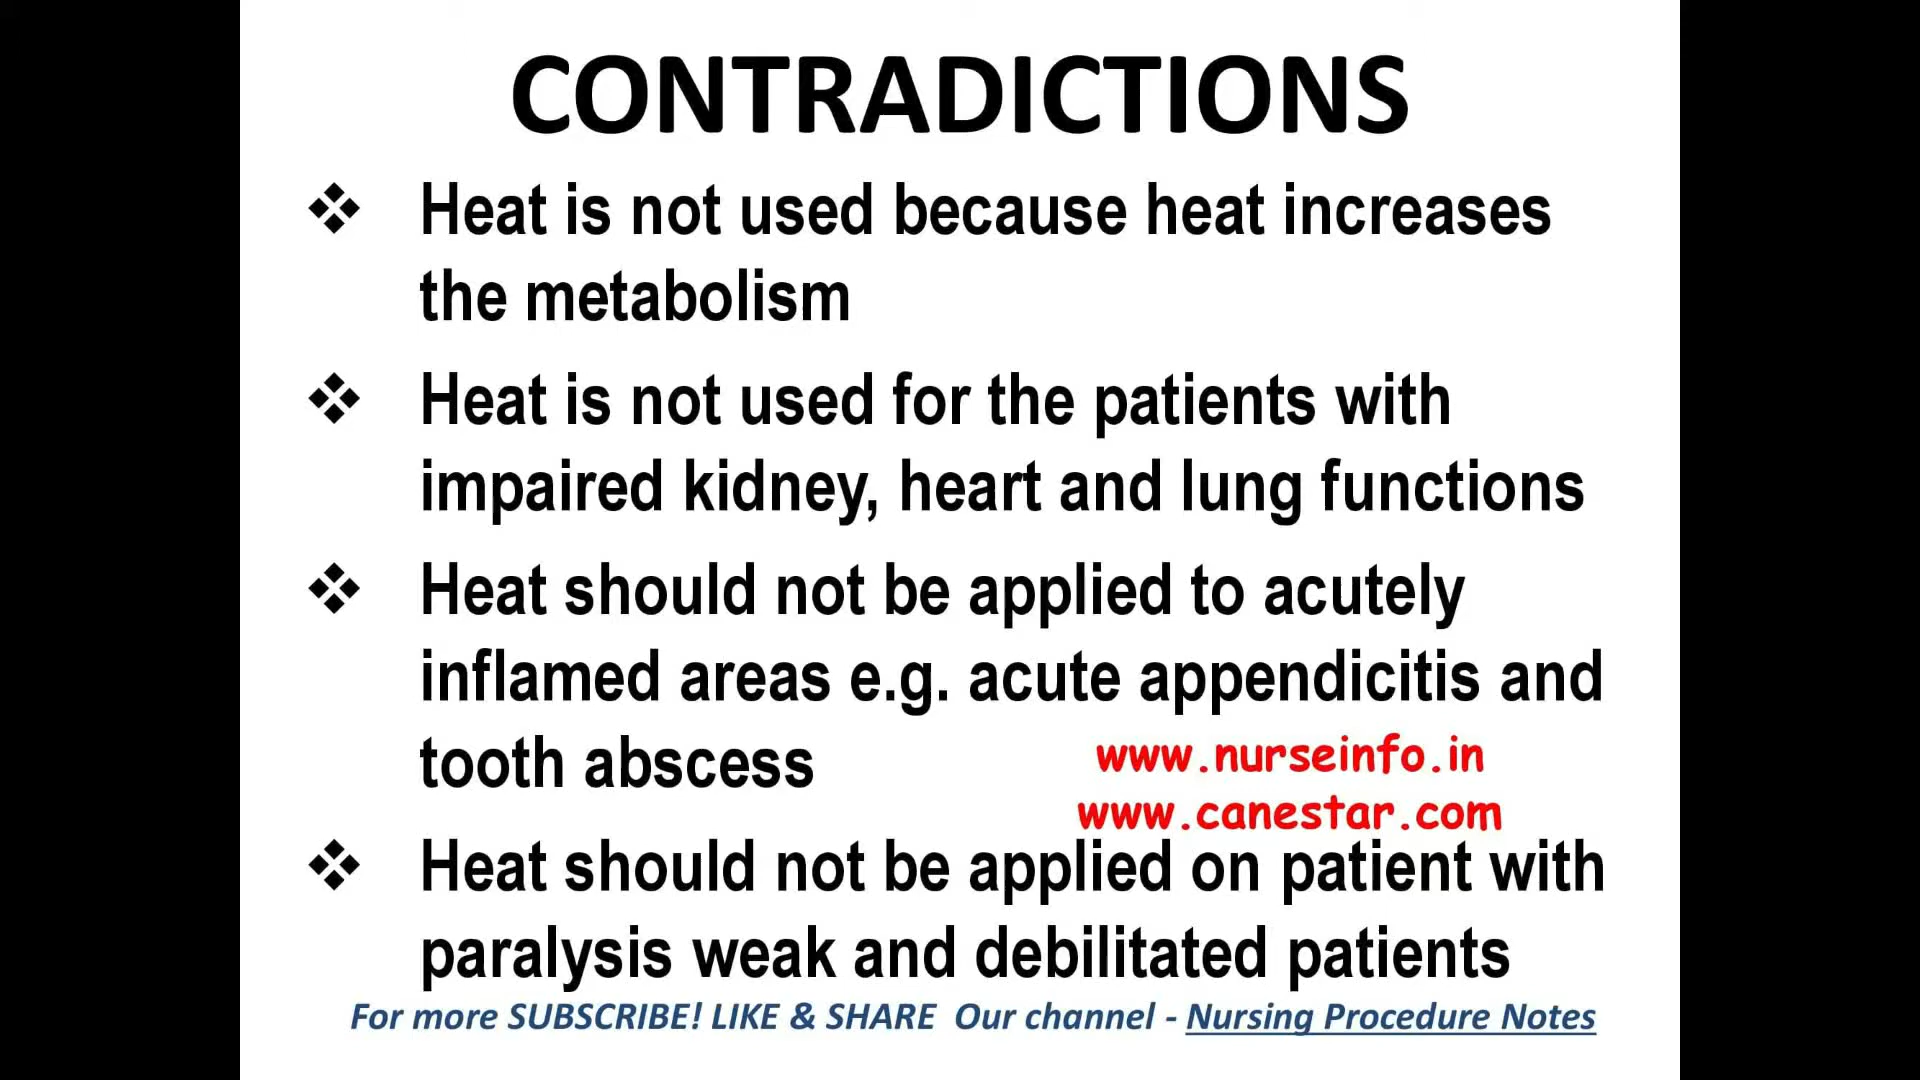 CONTRADICTIONS
❖ Heat is not used because heat increases
the metabolism
❖ Heat is not used for the patients with
impaired kidney, heart and lung functions
❖ Heat should not be applied to acutely
inflamed areas e.g. acute appendicitis and
tooth abscess
www.nurseinfo.in
www.canestar.com
❖ Heat should not be applied on patient with
paralysis weak and debilitated patients
For more SUBSCRIBE! LIKE & SHARE Our channel - Nursing Procedure Notes